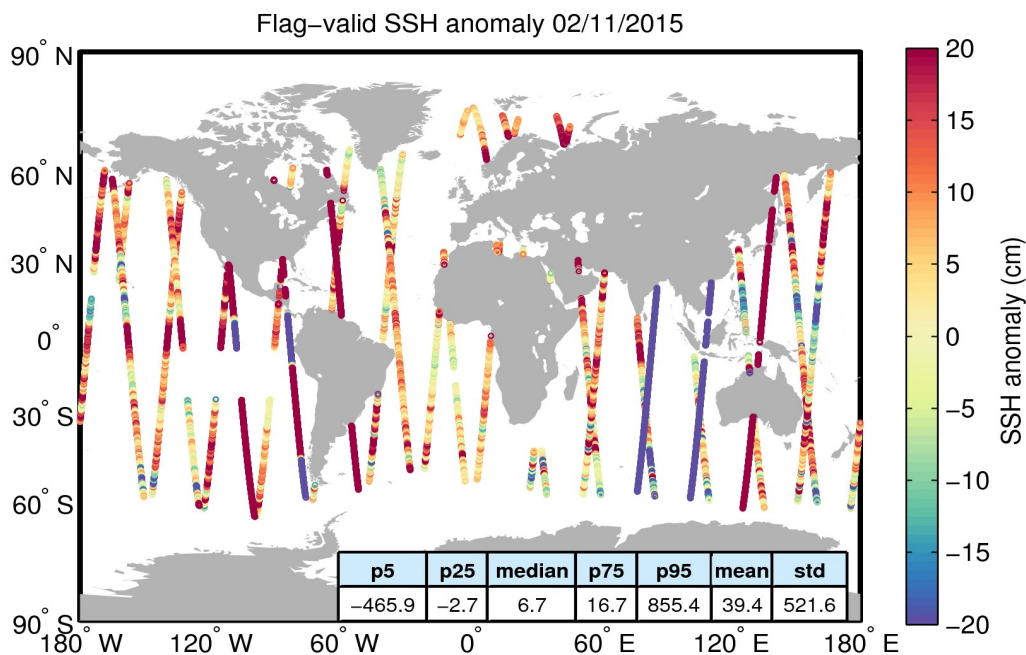 Flag−valid SSH anomaly 02/11/2015
90° N
60° N
30° N
0°
30° S
60° S
90° S
180° W 120° W 60° W 0° 60° E 120° E 180° E
p5 p25 median p75 p95 mean std
−465.9 −2.7 6.7 16.7 855.4 39.4 521.6
20
15
10
5
0
−5
−10
−15
−20
SSH anomaly (cm)